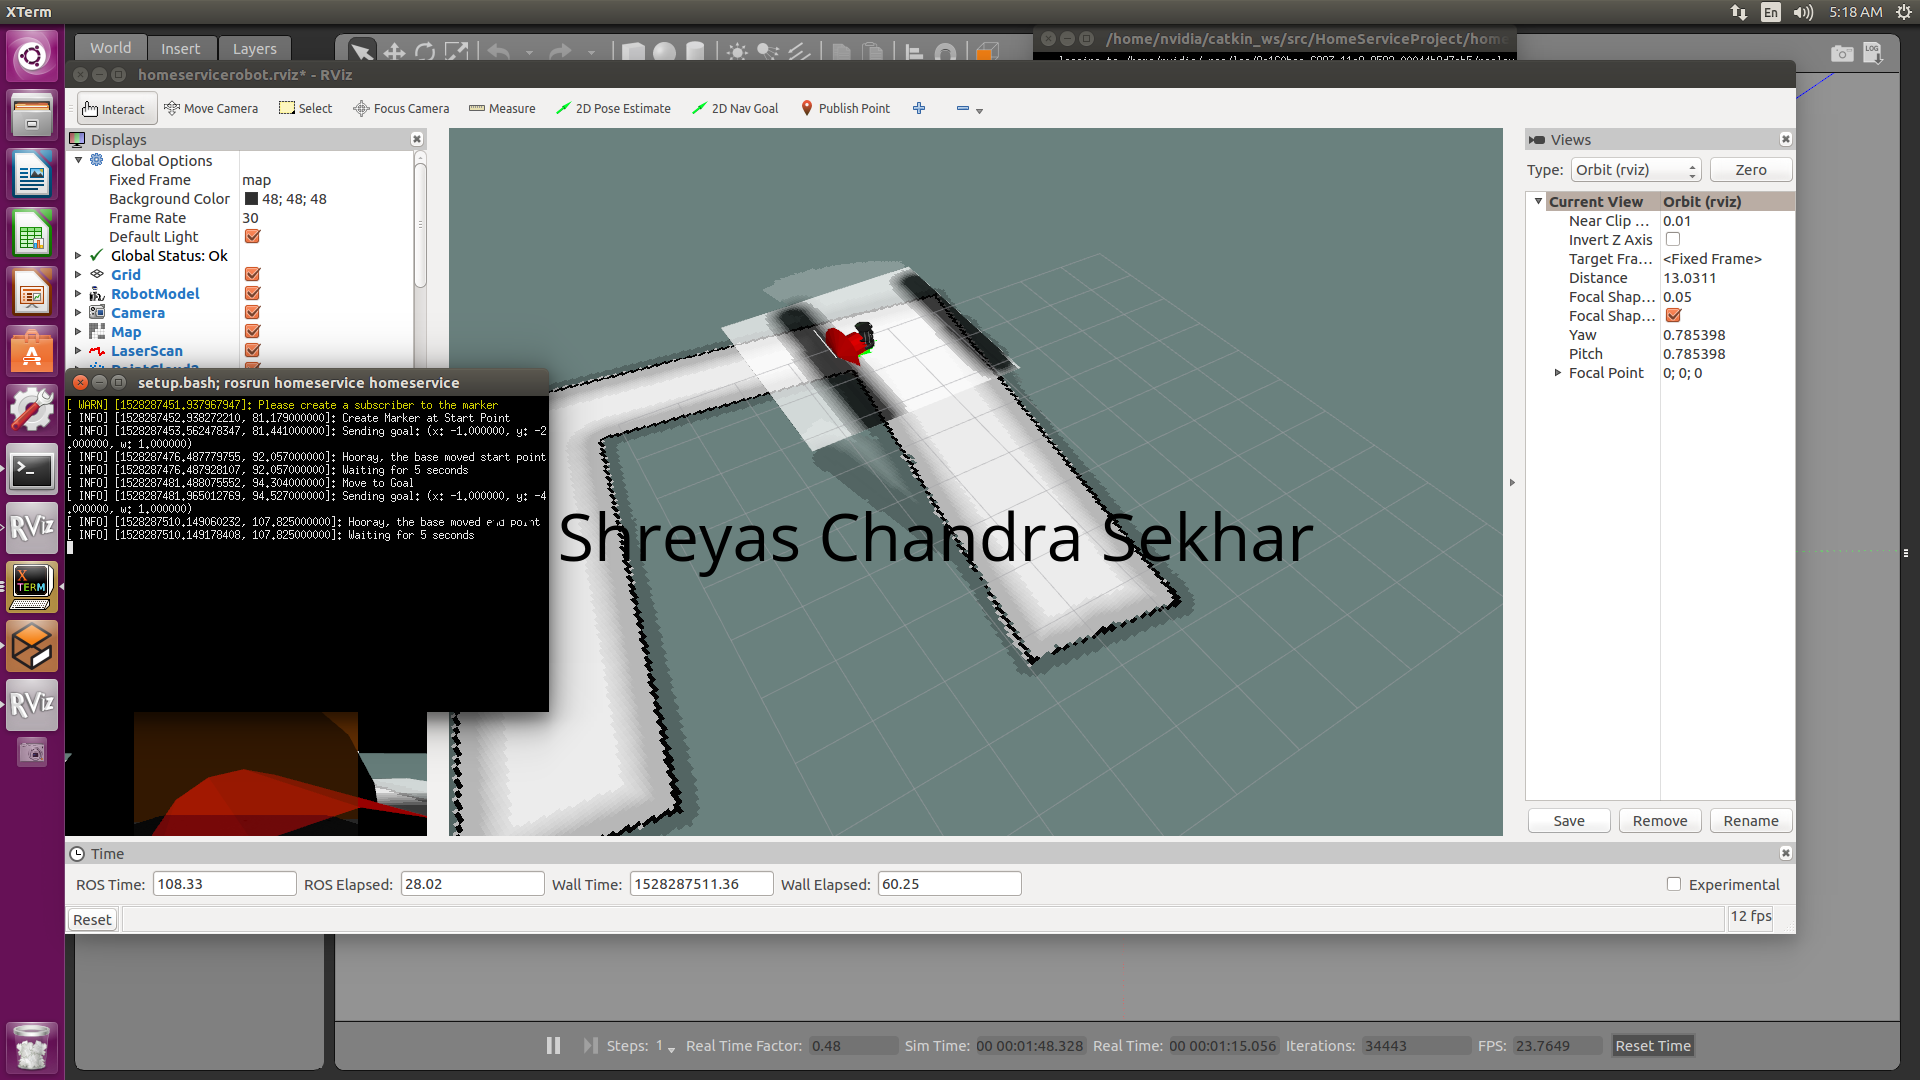 XTerm
En
5:18 AM
World
Insert
Layers
/home/nvidia/catkin_ws/src/HomeServiceProject/home
LOG
homeservicerobot.rviz* - RViz
Interact
Move Camera
Select
Focus Camera
Measure
2D Pose Estimate
2D Nav Goal
Publish Point
Displays
Global Options
Fixed Frame map
Background Color 48; 48; 48
Frame Rate 30
Default Light
Global Status: Ok
Grid
RobotModel
Camera
Map
LaserScan
setup.bash; rosrun homeservice homeservice
[ WARN] [1528287451.937967947]: Please create a subscriber to the marker
[ INFO] [1528287452.938272210, 81.179000000]: Create Marker at Start Point
[ INFO] [1528287453.562478347, 81.441000000]: Sending goal: (x: -1.000000, y: -2
.000000, w: 1.000000)
[ INFO] [1528287476.487779755, 92.057000000]: Hooray, the base moved start point
[ INFO] [1528287476.487928107, 92.057000000]: Waiting for 5 seconds
[ INFO] [1528287481.488075552, 94.304000000]: Move to Goal
[ INFO] [1528287481.965012769, 94.527000000]: Sending goal: (x: -1.000000, y: -4
.000000, w: 1.000000)
[ INFO] [1528287510.149060232, 107.825000000]: Hooray, the base moved end point
[ INFO] [1528287510.149178408, 107.825000000]: Waiting for 5 seconds
Shreyas Chandra Sekhar
Views
Type: Orbit (rviz) Zero
Current View Orbit (rviz)
Near Clip ... 0.01
Invert Z Axis
Target Fra... <Fixed Frame>
Distance 13.0311
Focal Shap... 0.05
Focal Shap...
Yaw 0.785398
Pitch 0.785398
Focal Point 0; 0; 0
Save Remove Rename
RViz
X
TERM
RViz
Time
ROS Time: 108.33 ROS Elapsed: 28.02 Wall Time: 1528287511.36 Wall Elapsed: 60.25 Experimental
Reset 12 fps
Steps: 1 Real Time Factor: 0.48 Sim Time: 00 00:01:48.328 Real Time: 00 00:01:15.056 Iterations: 34443 FPS: 23.7649 Reset Time